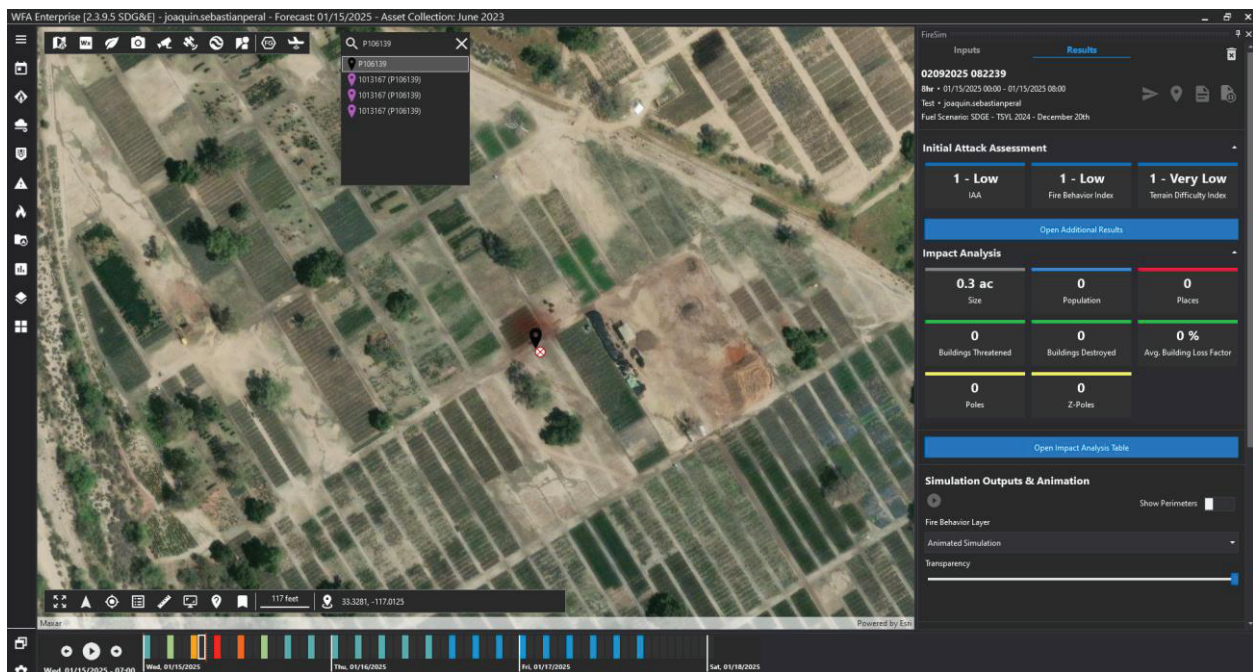 WFA Enterprise [2.3.9.5 SDG&E] - joaquin.sebastianperal - Forecast: 01/15/2025 - Asset Collection: June 2023
Wx
FIG
P106139
P106139
1013167 (P106139)
1013167 (P106139)
1013167 (P106139)
FireSim
Inputs
Results
02092025 082239
8hr • 01/15/2025 00:00 - 01/15/2025 08:00
Test • joaquin.sebastianperal
Fuel Scenario: SDGE - TSYL 2024 - December 20th
Initial Attack Assessment
1 - Low
IAA
1 - Low
Fire Behavior Index
1 - Very Low
Terrain Difficulty Index
Open Additional Results
Impact Analysis
0.3 ac
Size
0
Population
0
Places
0
Buildings Threatened
0
Buildings Destroyed
0 %
Avg. Building Loss Factor
0
Poles
0
Z-Poles
Open Impact Analysis Table
Simulation Outputs & Animation
Show Perimeters
Fire Behavior Layer
Animated Simulation
Transparency
117 feet
33.3281, -117.0125
Maxar
Powered by Esri
Wed, 01/15/2025 - 07:00
Wed, 01/15/2025
Thu, 01/16/2025
Fri, 01/17/2025
Sat, 01/18/2025